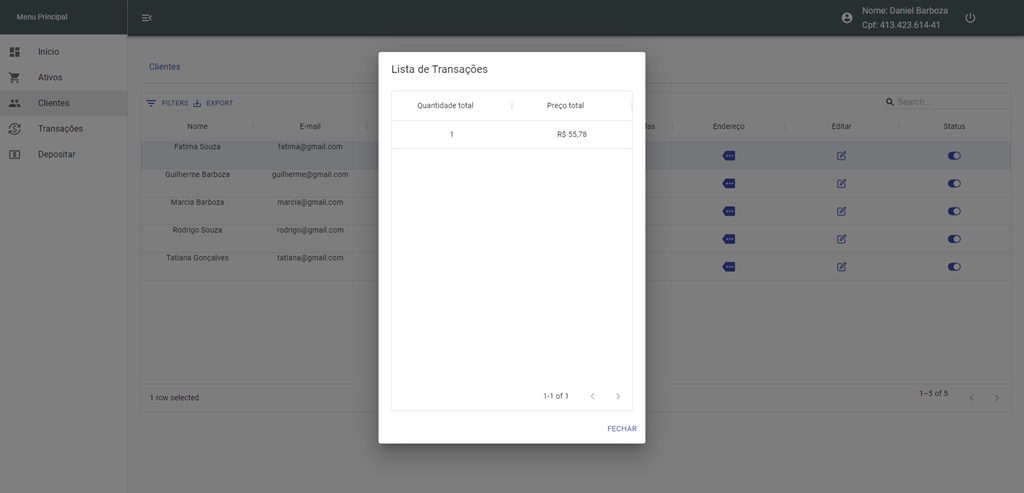 Menu Principal
Nome: Daniel Barboza
Cpf: 413.423.614-41
Início
Ativos
Clientes
Transações
Depositar
Clientes
FILTERS
EXPORT
Search...
Nome
E-mail
Endereço
Editar
Status
Fatima Souza
fatima@gmail.com
Guilherme Barboza
guilherme@gmail.com
Marcia Barboza
marcia@gmail.com
Rodrigo Souza
rodrigo@gmail.com
Tatiana Gonçalves
tatiana@gmail.com
1 row selected
1–5 of 5
Lista de Transações
Quantidade total
Preço total
1
R$ 55,78
1-1 of 1
FECHAR